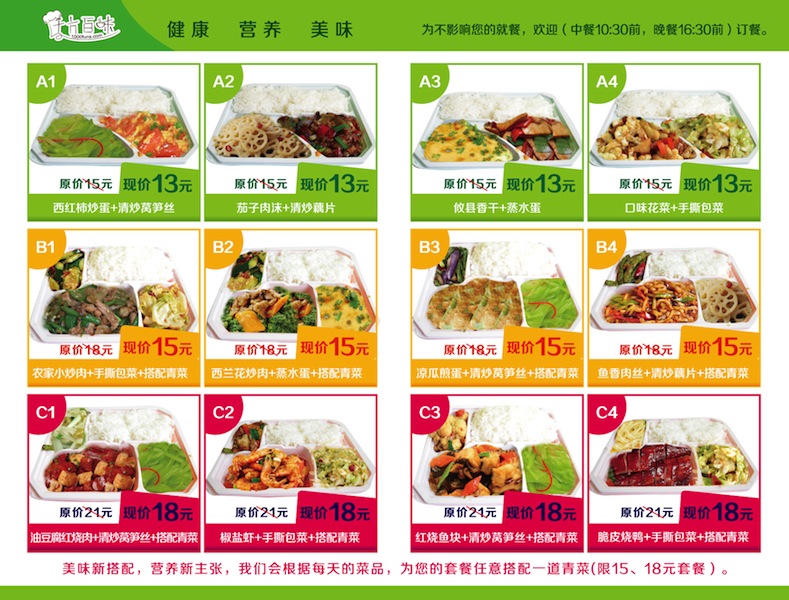 千百味
健康 营养 美味
为不影响您的就餐，欢迎（中餐10:30前，晚餐16:30前）订餐。
A1
原价15元 现价13元
西红柿炒蛋+清炒莴笋丝
A2
原价15元 现价13元
茄子肉沫+清炒藕片
A3
原价15元 现价13元
攸县香干+蒸水蛋
A4
原价15元 现价13元
口味花菜+手撕包菜
B1
原价18元 现价15元
农家小炒肉+手撕包菜+搭配青菜
B2
原价18元 现价15元
西兰花炒肉+蒸水蛋+搭配青菜
B3
原价18元 现价15元
凉瓜煎蛋+清炒莴笋丝+搭配青菜
B4
原价18元 现价15元
鱼香肉丝+清炒藕片+搭配青菜
C1
原价21元 现价18元
油豆腐红烧肉+清炒莴笋丝+搭配青菜
C2
原价21元 现价18元
椒盐虾+手撕包菜+搭配青菜
C3
原价21元 现价18元
红烧鱼块+清炒莴笋丝+搭配青菜
C4
原价21元 现价18元
脆皮烧鸭+手撕包菜+搭配青菜
美味新搭配，营养新主张，我们会根据每天的菜品，为您的套餐任意搭配一道青菜(限15、18元套餐）。